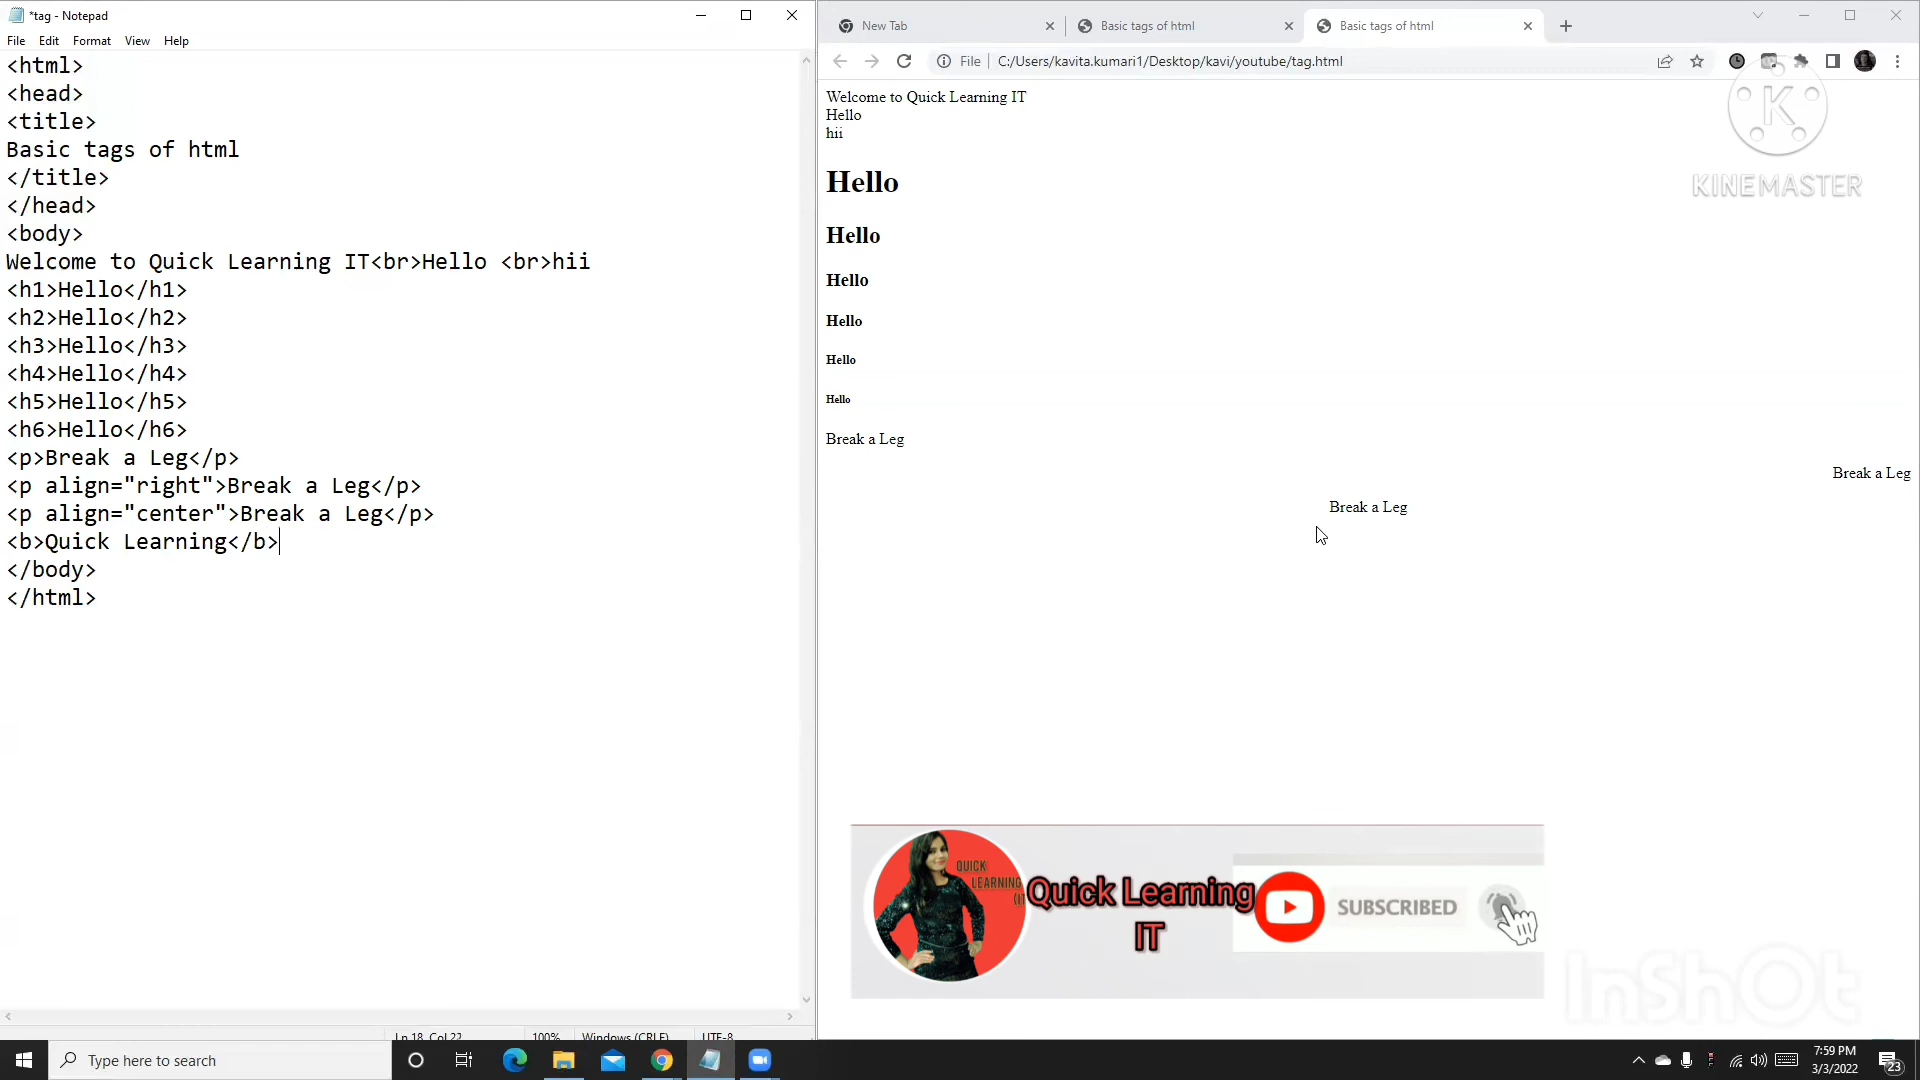 *tag - Notepad
File Edit Format View Help
<html>
<head>
<title>
Basic tags of html
</title>
</head>
<body>
Welcome to Quick Learning IT<br>Hello <br>hii
<h1>Hello</h1>
<h2>Hello</h2>
<h3>Hello</h3>
<h4>Hello</h4>
<h5>Hello</h5>
<h6>Hello</h6>
<p>Break a Leg</p>
<p align="right">Break a Leg</p>
<p align="center">Break a Leg</p>
<b>Quick Learning</b>
</body>
</html>
Ln 18, Col 22 100% Windows (CRLF) UTF-8
New Tab Basic tags of html Basic tags of html
File C:/Users/kavita.kumari1/Desktop/kavi/youtube/tag.html
Welcome to Quick Learning IT
Hello
hii
Hello
Hello
Hello
Hello
Hello
Hello
Break a Leg
Break a Leg
Break a Leg
K
KINEMASTER
QUICK
LEARNING
Quick Learning
IT
SUBSCRIBED
InShOt
Type here to search
7:59 PM
3/3/2022
23